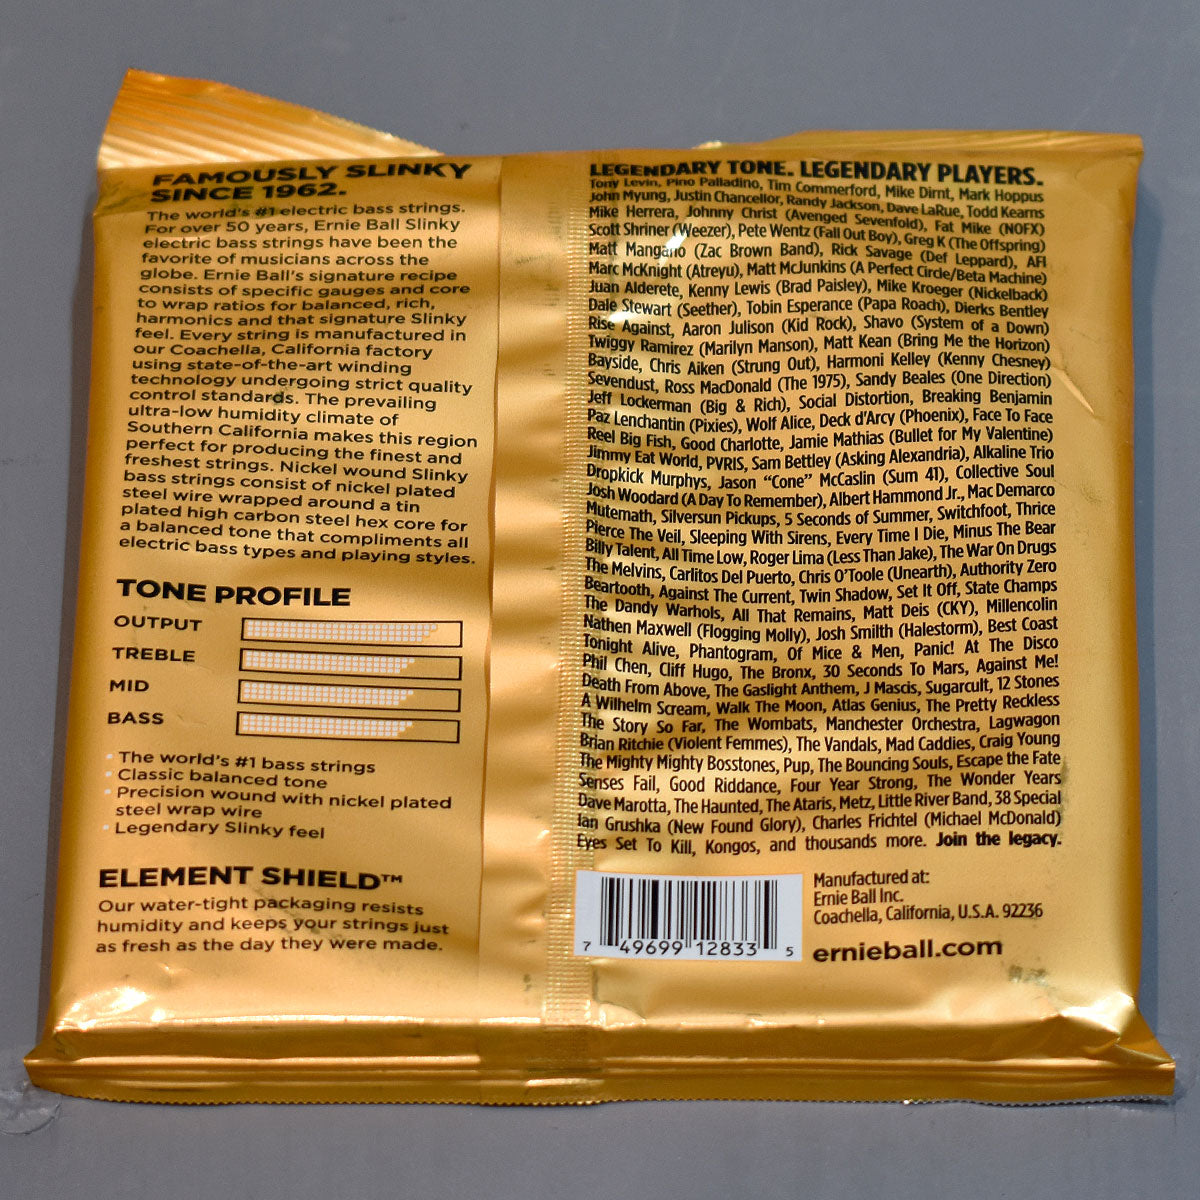 FAMOUSLY SLINKY
SINCE 1962.
The world's #1 electric bass strings.
For over 50 years, Ernie Ball Slinky
electric bass strings have been the
favorite of musicians across the
globe. Ernie Ball's signature recipe
consists of specific gauges and core
to wrap ratios for balanced, rich,
harmonics and that signature Slinky
feel. Every string is manufactured in
our Coachella, California factory
using state-of-the-art winding
technology undergoing strict quality
control standards. The prevailing
ultra-low humidity climate of
Southern California makes this region
perfect for producing the finest and
freshest strings. Nickel wound Slinky
bass strings consist of nickel plated
steel wire wrapped around a tin
plated high carbon steel hex core for
a balanced tone that compliments all
electric bass types and playing styles.
TONE PROFILE
OUTPUT
TREBLE
MID
BASS
• The world's #1 bass strings
• Classic balanced tone
• Precision wound with nickel plated
steel wrap wire
• Legendary Slinky feel
ELEMENT SHIELD™
Our water-tight packaging resists
humidity and keeps your strings just
as fresh as the day they were made.
LEGENDARY TONE. LEGENDARY PLAYERS.
Tony Levin, Pino Palladino, Tim Commerford, Mike Dirnt, Mark Hoppus
John Myung, Justin Chancellor, Randy Jackson, Dave LaRue, Todd Kearns
Mike Herrera, Johnny Christ (Avenged Sevenfold), Fat Mike (NOFX)
Scott Shriner (Weezer), Pete Wentz (Fall Out Boy), Greg K (The Offspring)
Matt Mangano (Zac Brown Band), Rick Savage (Def Leppard), AFI
Marc McKnight (Atreyu), Matt McJunkins (A Perfect Circle/Beta Machine)
Juan Alderete, Kenny Lewis (Brad Paisley), Mike Kroeger (Nickelback)
Dale Stewart (Seether), Tobin Esperance (Papa Roach), Dierks Bentley
Rise Against, Aaron Julison (Kid Rock), Shavo (System of a Down)
Twiggy Ramirez (Marilyn Manson), Matt Kean (Bring Me the Horizon)
Bayside, Chris Aiken (Strung Out), Harmoni Kelley (Kenny Chesney)
Sevendust, Ross MacDonald (The 1975), Sandy Beales (One Direction)
Jeff Lockerman (Big & Rich), Social Distortion, Breaking Benjamin
Paz Lenchantin (Pixies), Wolf Alice, Deck d'Arcy (Phoenix), Face To Face
Reel Big Fish, Good Charlotte, Jamie Mathias (Bullet for My Valentine)
Jimmy Eat World, PVRIS, Sam Bettley (Asking Alexandria), Alkaline Trio
Dropkick Murphys, Jason "Cone" McCaslin (Sum 41), Collective Soul
Josh Woodard (A Day To Remember), Albert Hammond Jr., Mac Demarco
Mutemath, Silversun Pickups, 5 Seconds of Summer, Switchfoot, Thrice
Pierce The Veil, Sleeping With Sirens, Every Time I Die, Minus The Bear
Billy Talent, All Time Low, Roger Lima (Less Than Jake), The War On Drugs
The Melvins, Carlitos Del Puerto, Chris O'Toole (Unearth), Authority Zero
Beartooth, Against The Current, Twin Shadow, Set It Off, State Champs
The Dandy Warhols, All That Remains, Matt Deis (CKY), Millencolin
Nathen Maxwell (Flogging Molly), Josh Smilth (Halestorm), Best Coast
Tonight Alive, Phantogram, Of Mice & Men, Panic! At The Disco
Phil Chen, Cliff Hugo, The Bronx, 30 Seconds To Mars, Against Me!
Death From Above, The Gaslight Anthem, J Mascis, Sugarcult, 12 Stones
A Wilhelm Scream, Walk The Moon, Atlas Genius, The Pretty Reckless
The Story So Far, The Wombats, Manchester Orchestra, Lagwagon
Brian Ritchie (Violent Femmes), The Vandals, Mad Caddies, Craig Young
The Mighty Mighty Bosstones, Pup, The Bouncing Souls, Escape the Fate
Senses Fail, Good Riddance, Four Year Strong, The Wonder Years
Dave Marotta, The Haunted, The Ataris, Metz, Little River Band, 38 Special
Ian Grushka (New Found Glory), Charles Frichtel (Michael McDonald)
Eyes Set To Kill, Kongos, and thousands more. Join the legacy.
7 49699 12833 5
Manufactured at:
Ernie Ball Inc.
Coachella, California, U.S.A. 92236
ernieball.com